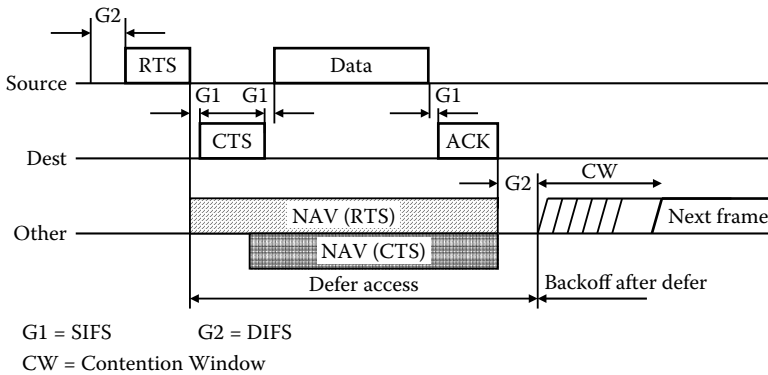 G2
RTS
Data
Source
G1
G1
G1
CTS
ACK
Dest
G2
CW
NAV (RTS)
Next frame
Other
NAV (CTS)
Defer access
Backoff after defer
G1 = SIFS
G2 = DIFS
CW = Contention Window